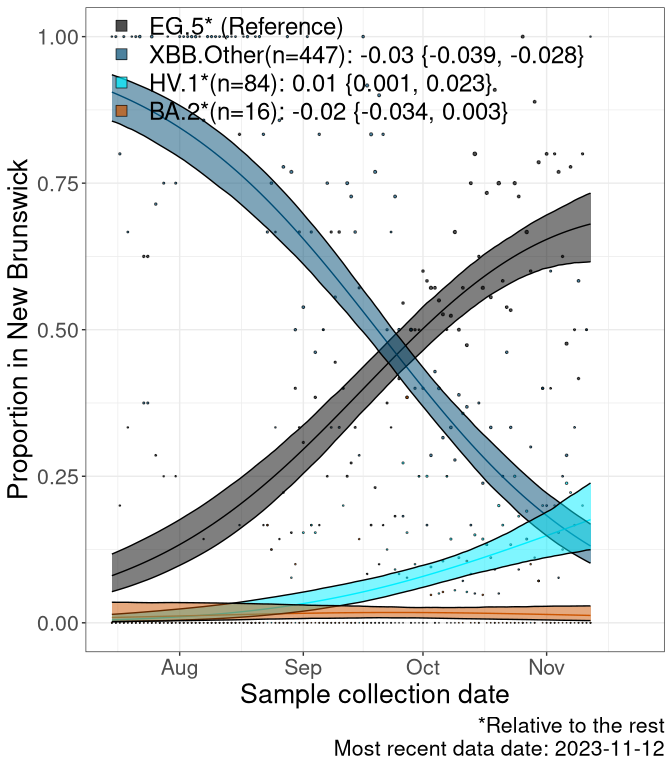 EG.5* (Reference)
XBB.Other(n=447): -0.03 {-0.039, -0.028}
HV.1*(n=84): 0.01 {0.001, 0.023}
BA.2*(n=16): -0.02 {-0.034, 0.003}
1.00
0.75
0.50
0.25
0.00
Proportion in New Brunswick
Aug Sep Oct Nov
Sample collection date
*Relative to the rest
Most recent data date: 2023-11-12